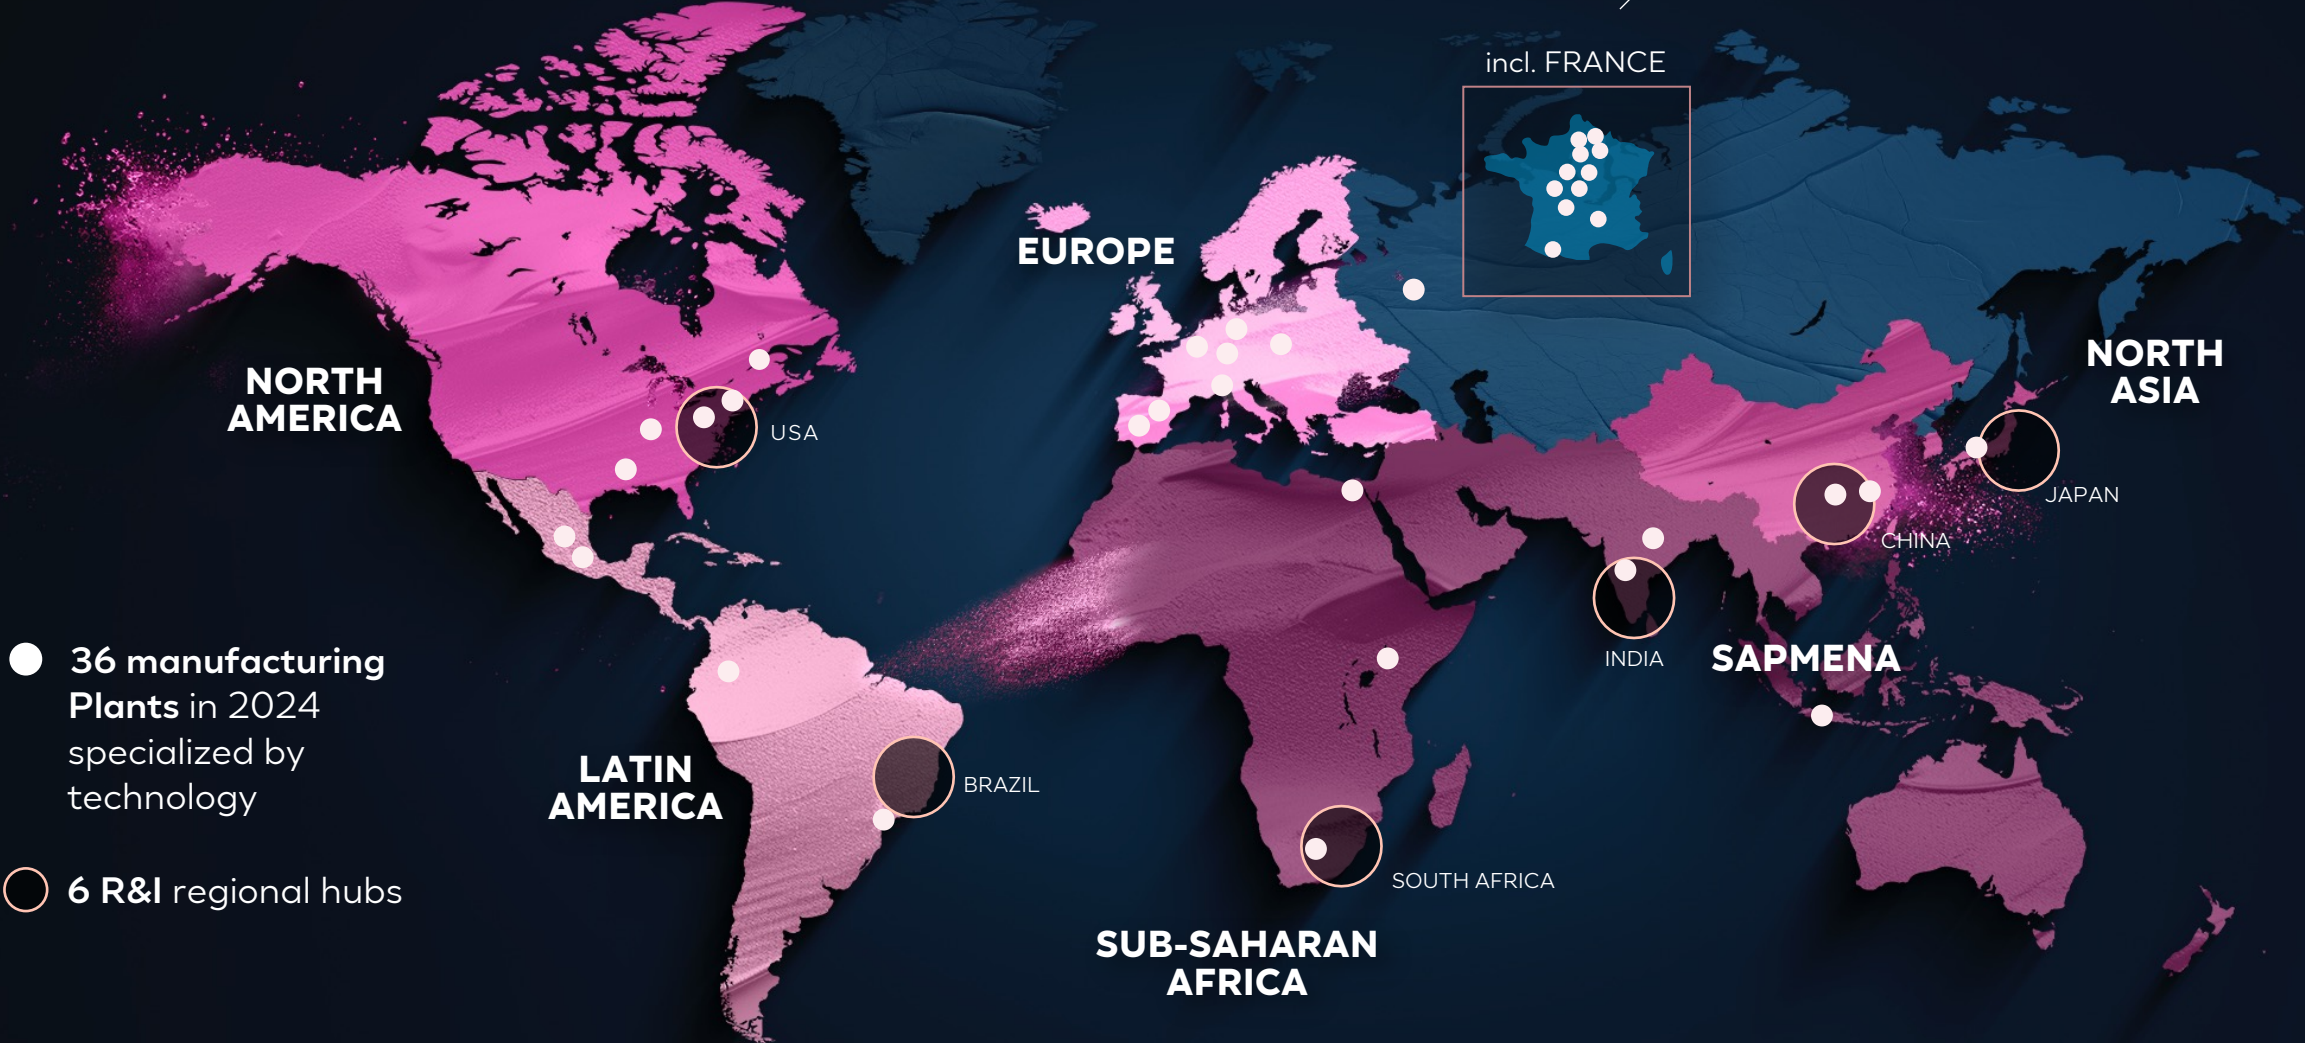 incl. FRANCE
EUROPE
NORTH
AMERICA
USA
NORTH
ASIA
JAPAN
CHINA
INDIA
SAPMENA
36 manufacturing
Plants in 2024
specialized by
technology
6 R&I regional hubs
LATIN
AMERICA
BRAZIL
SOUTH AFRICA
SUB-SAHARAN
AFRICA